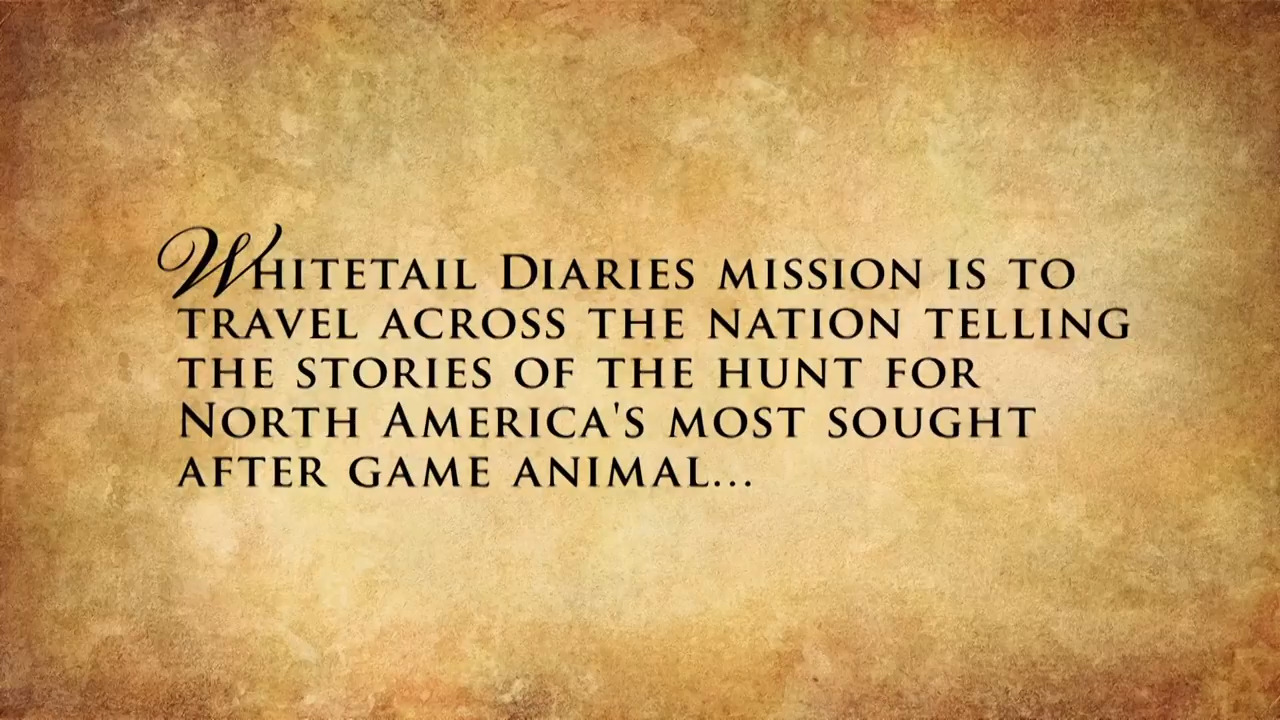 Whitetail Diaries mission is to
travel across the nation telling
the stories of the hunt for
North America's most sought
after game animal...